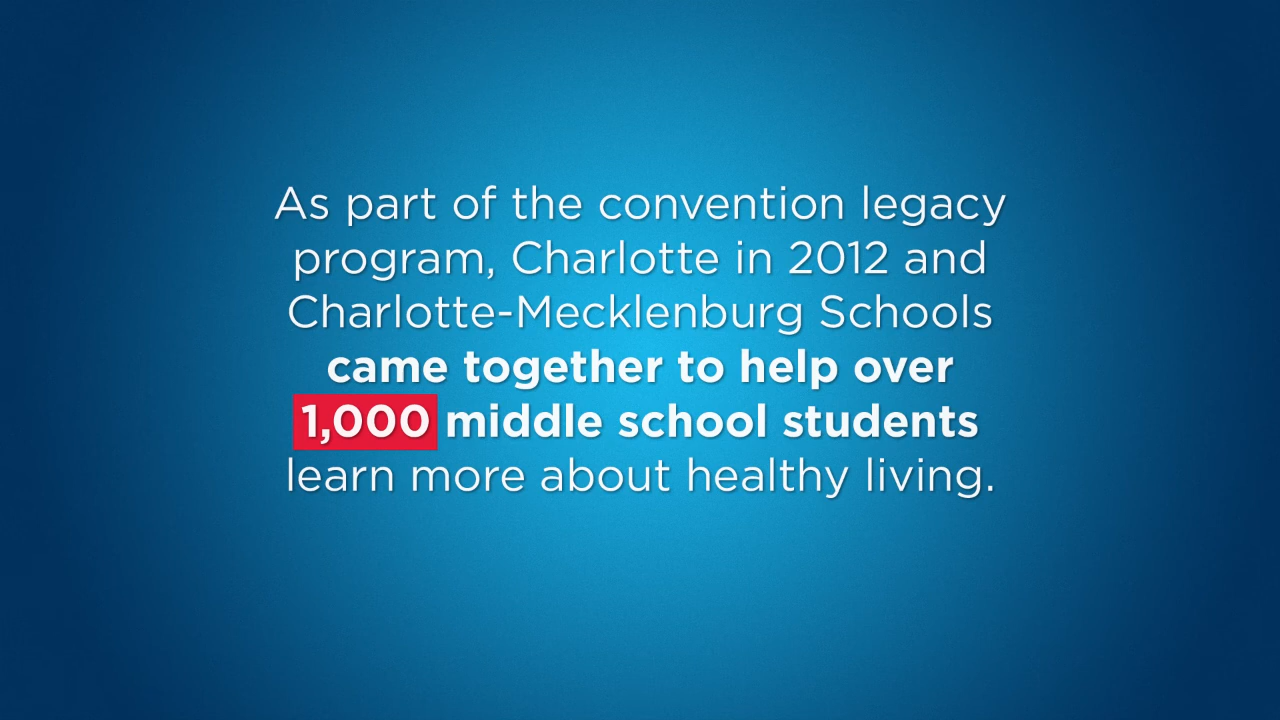 As part of the convention legacy
program, Charlotte in 2012 and
Charlotte-Mecklenburg Schools
came together to help over
1,000 middle school students
learn more about healthy living.